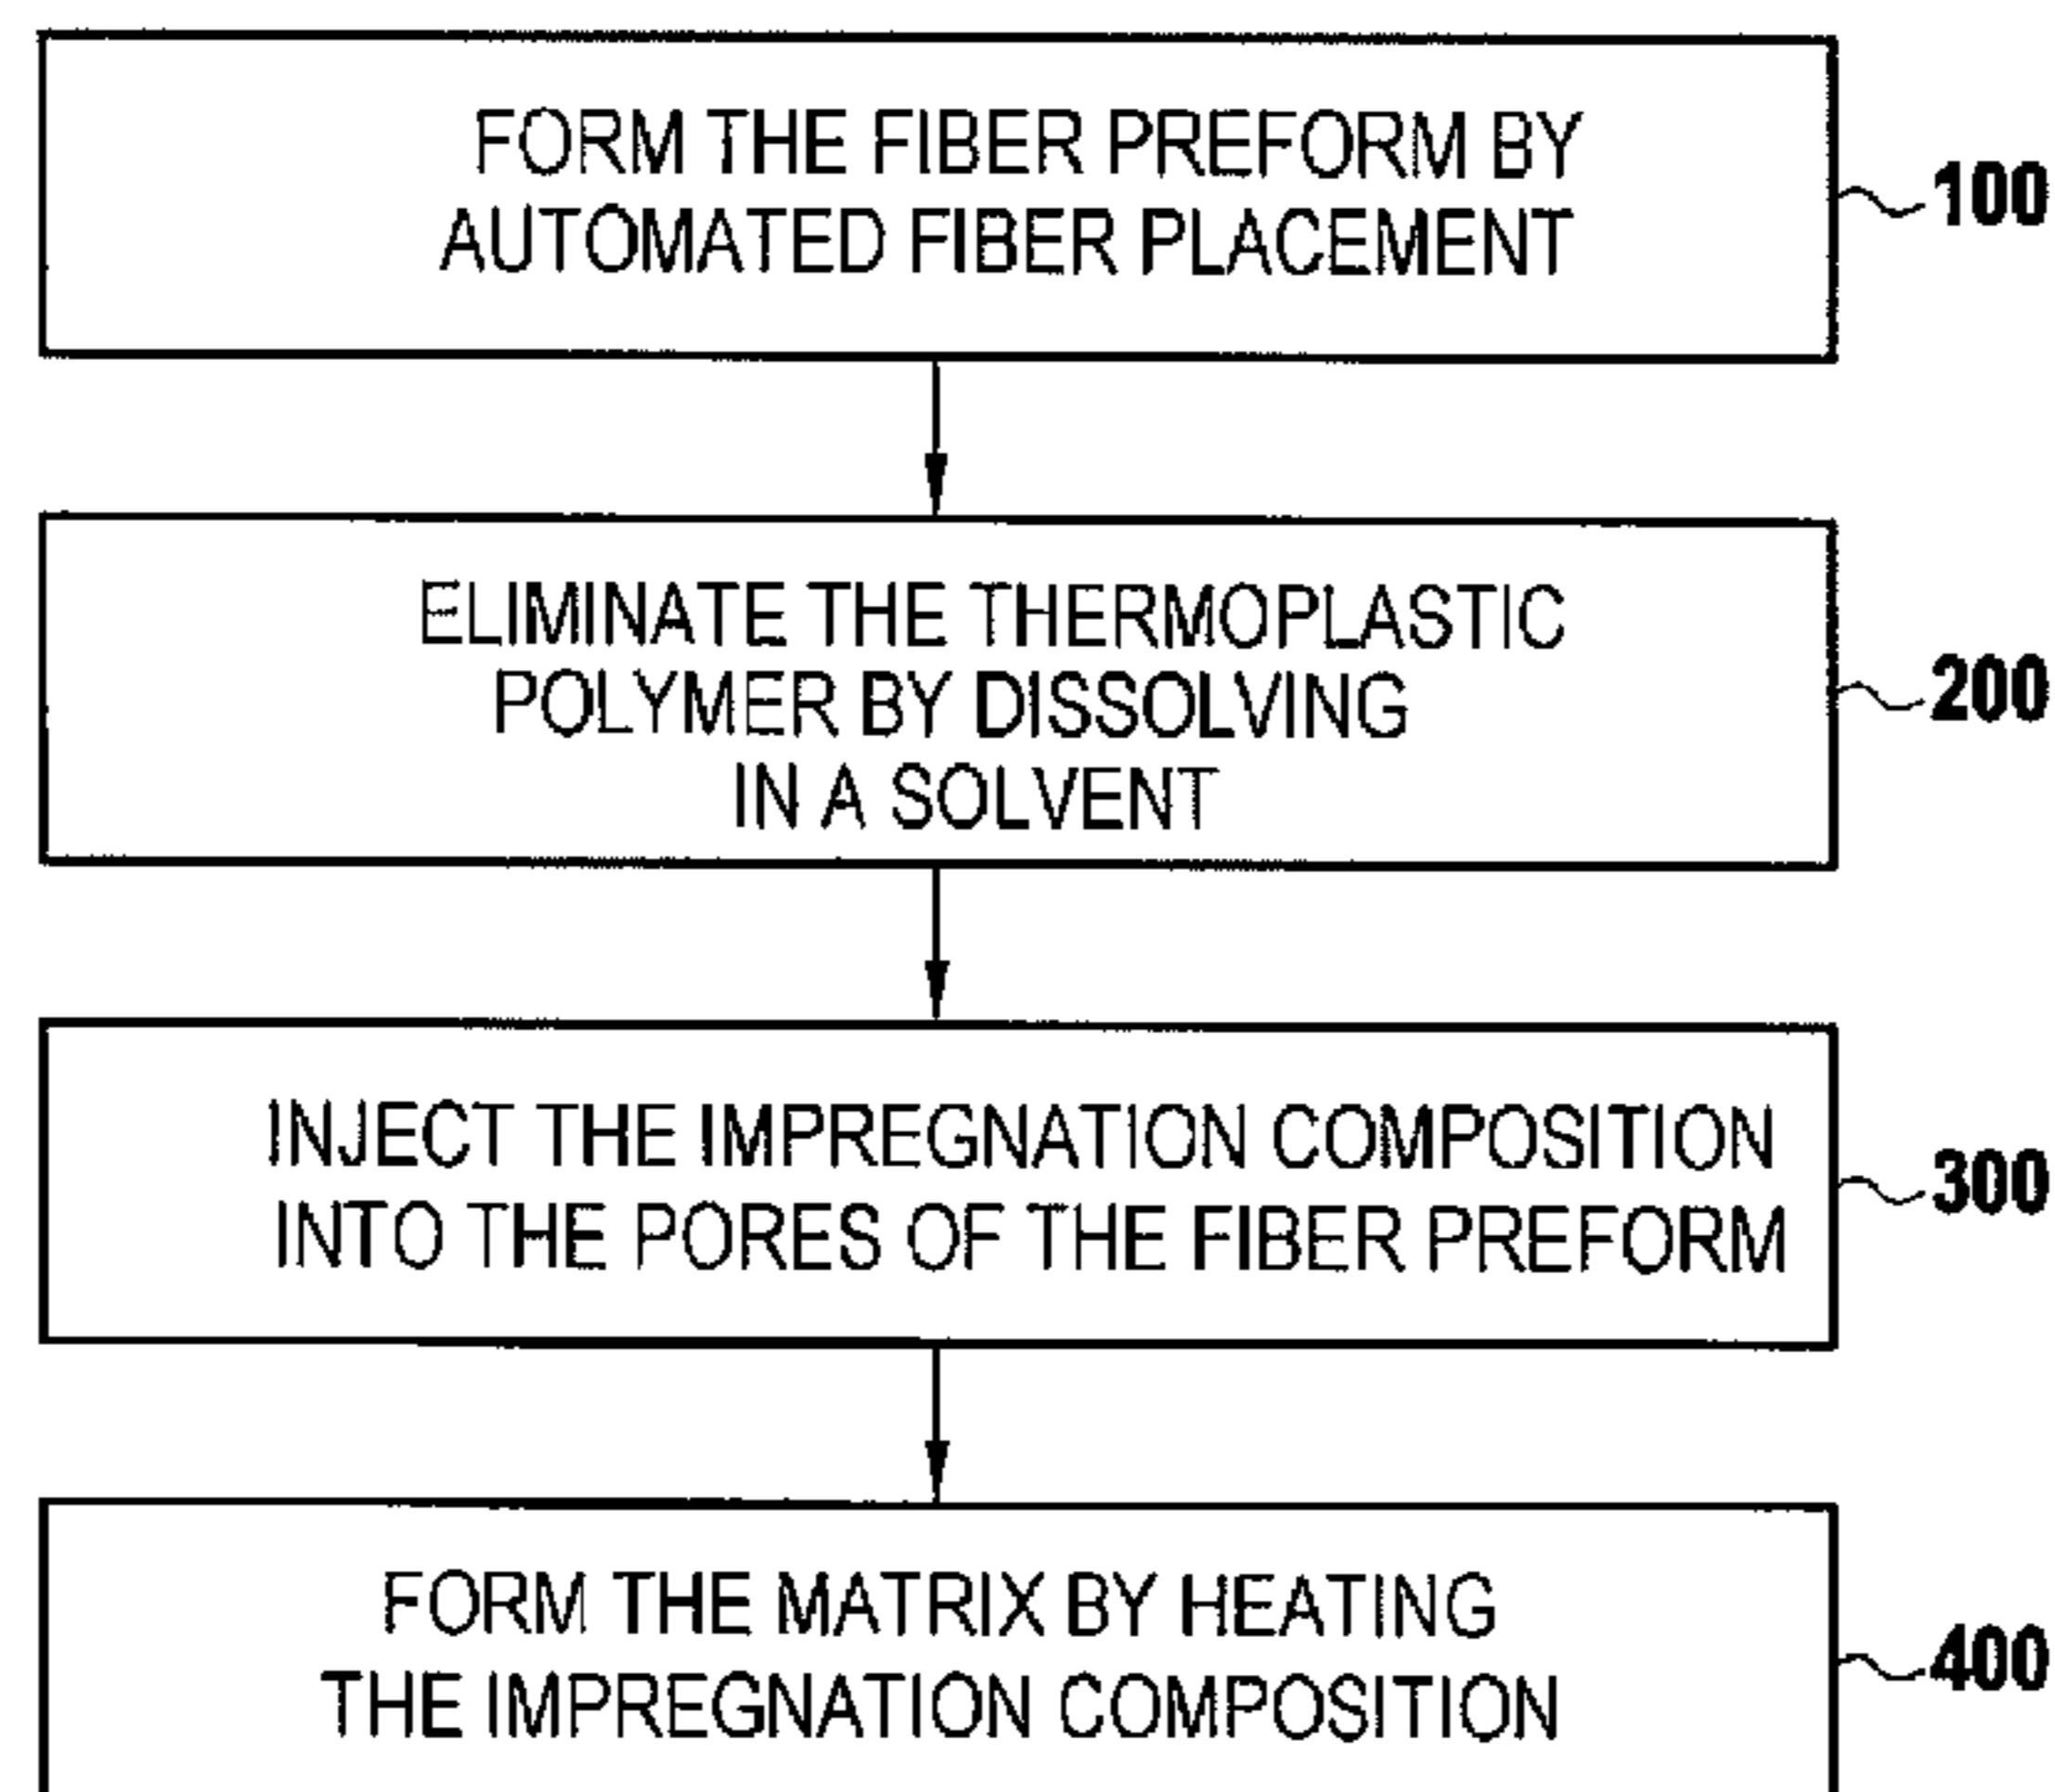 FORM THE FIBER PREFORM BY
AUTOMATED FIBER PLACEMENT
100
ELIMINATE THE THERMOPLASTIC
POLYMER BY DISSOLVING
IN A SOLVENT
200
INJECT THE IMPREGNATION COMPOSITION
INTO THE PORES OF THE FIBER PREFORM
300
FORM THE MATRIX BY HEATING
THE IMPREGNATION COMPOSITION
400